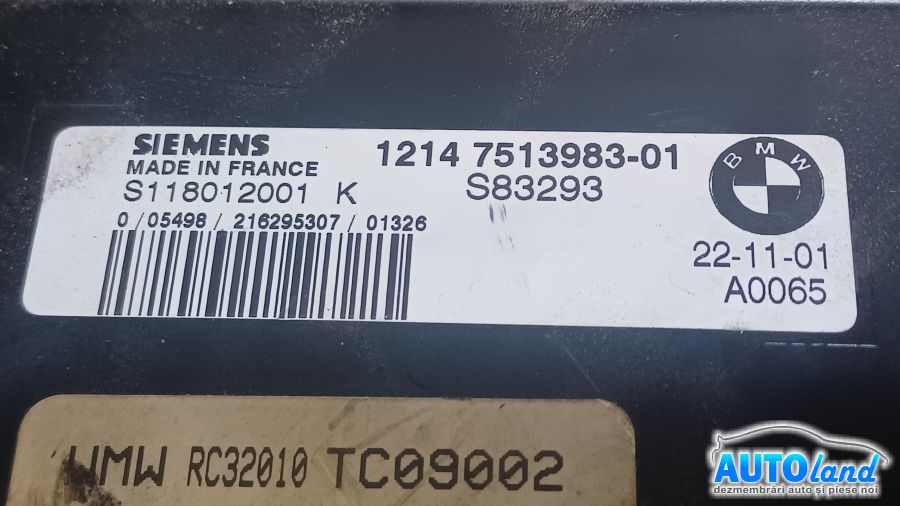 SIEMENS
MADE IN FRANCE
S118012001 K
0 / 05498 / 216295307 / 01326
1214 7513983-01
S83293
BMW
22-11-01
A0065
RC32010 TC09002
AUTOland
dezmembrări auto și piese noi